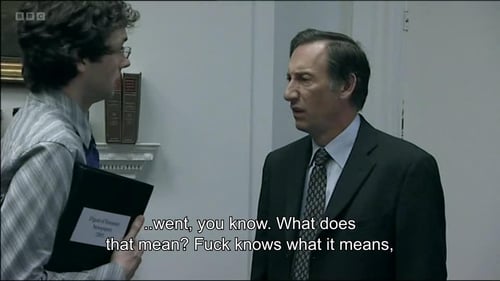 BBC
..went, you know. What does
that mean? Fuck knows what it means,